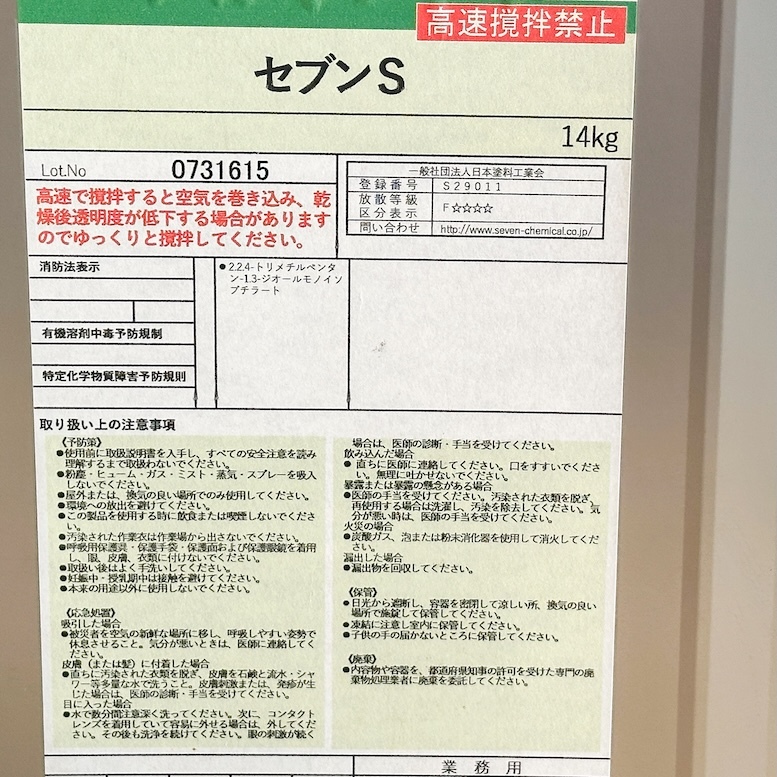 高速撹拌禁止
セブンS
14kg
Lot.No 0731615
高速で撹拌すると空気を巻き込み、乾
燥後透明度が低下する場合があります
のでゆっくりと撹拌してください。
一般社団法人日本塗料工業会
登録番号 S29011
放散等級
区分表示 F☆☆☆☆
問い合わせ http://www.seven-chemical.co.jp/
消防法表示
有機溶剤中毒予防規制
特定化学物質障害予防規則
●2.2.4-トリメチルペンタ
ン-1.3-ジオールモノイソ
ブチラート
取り扱い上の注意事項
《予防策》
●使用前に取扱説明書を入手し、すべての安全注意を読み
理解するまで取扱わないでください。
●粉塵・ヒューム・ガス・ミスト・蒸気・スプレーを吸入
しないでください。
●屋外または、換気の良い場所でのみ使用してください。
●環境への放出を避けてください。
●この製品を使用する時に飲食または喫煙しないでくださ
い。
●汚染された作業衣は作業場から出さないでください。
●呼吸用保護具・保護手袋・保護面および保護眼鏡を着用
し、眼、皮膚、衣類に付けないでください。
●取扱い後はよく手洗いしてください。
●妊娠中・授乳期中は接触を避けてください。
●本来の用途以外に使用しないでください。
《応急処置》
吸引した場合
●被災者を空気の新鮮な場所に移し、呼吸しやすい姿勢で
休息させること。気分が悪いときは、医師に連絡してく
ださい。
皮膚（または髪）に付着した場合
●直ちに汚染された衣類を脱ぎ、皮膚を石鹸と流水・シャ
ワー等多量な水で洗うこと。皮膚刺激または、発疹が生
じた場合は、医師の診断・手当を受けてください。
目に入った場合
●水で数分間注意深く洗ってください。次に、コンタクト
レンズを着用していて容易に外せる場合は、外してくだ
さい。その後も洗浄を続けてください。眼の刺激が続く
場合は、医師の診断・手当を受けてください。
飲み込んだ場合
●直ちに医師に連絡してください。口をすすいでくださ
い。無理に吐かせないでください。
暴露または暴露の懸念がある場合
●医師の手当を受けてください。汚染された衣類を脱ぎ、
再使用する場合は洗濯し、汚染を除去してください。気
分が悪い時は、医師の手当を受けてください。
火災の場合
●炭酸ガス、泡または粉末消化器を使用して消火してくだ
さい。
漏出した場合
●漏出物を回収してください。
《保管》
●日光から遮断し、容器を密閉して涼しい所、換気の良い
場所で施錠して保管してください。
●凍結に注意し室内に保管してください。
●子供の手の届かないところに保管してください。
《廃棄》
●内容物や容器を、都道府県知事の許可を受けた専門の廃
棄物処理業者に廃棄を委託してください。
業務用